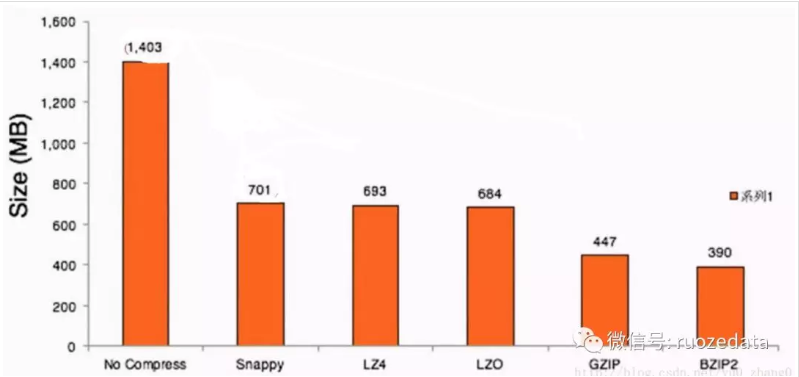 Size (MB)
1,600
1,400
1,200
1,000
800
600
400
200
0
1,403
701
693
684
447
390
No Compress
Snappy
LZ4
LZO
GZIP
BZIP2
系列1
微信号: ruozedata